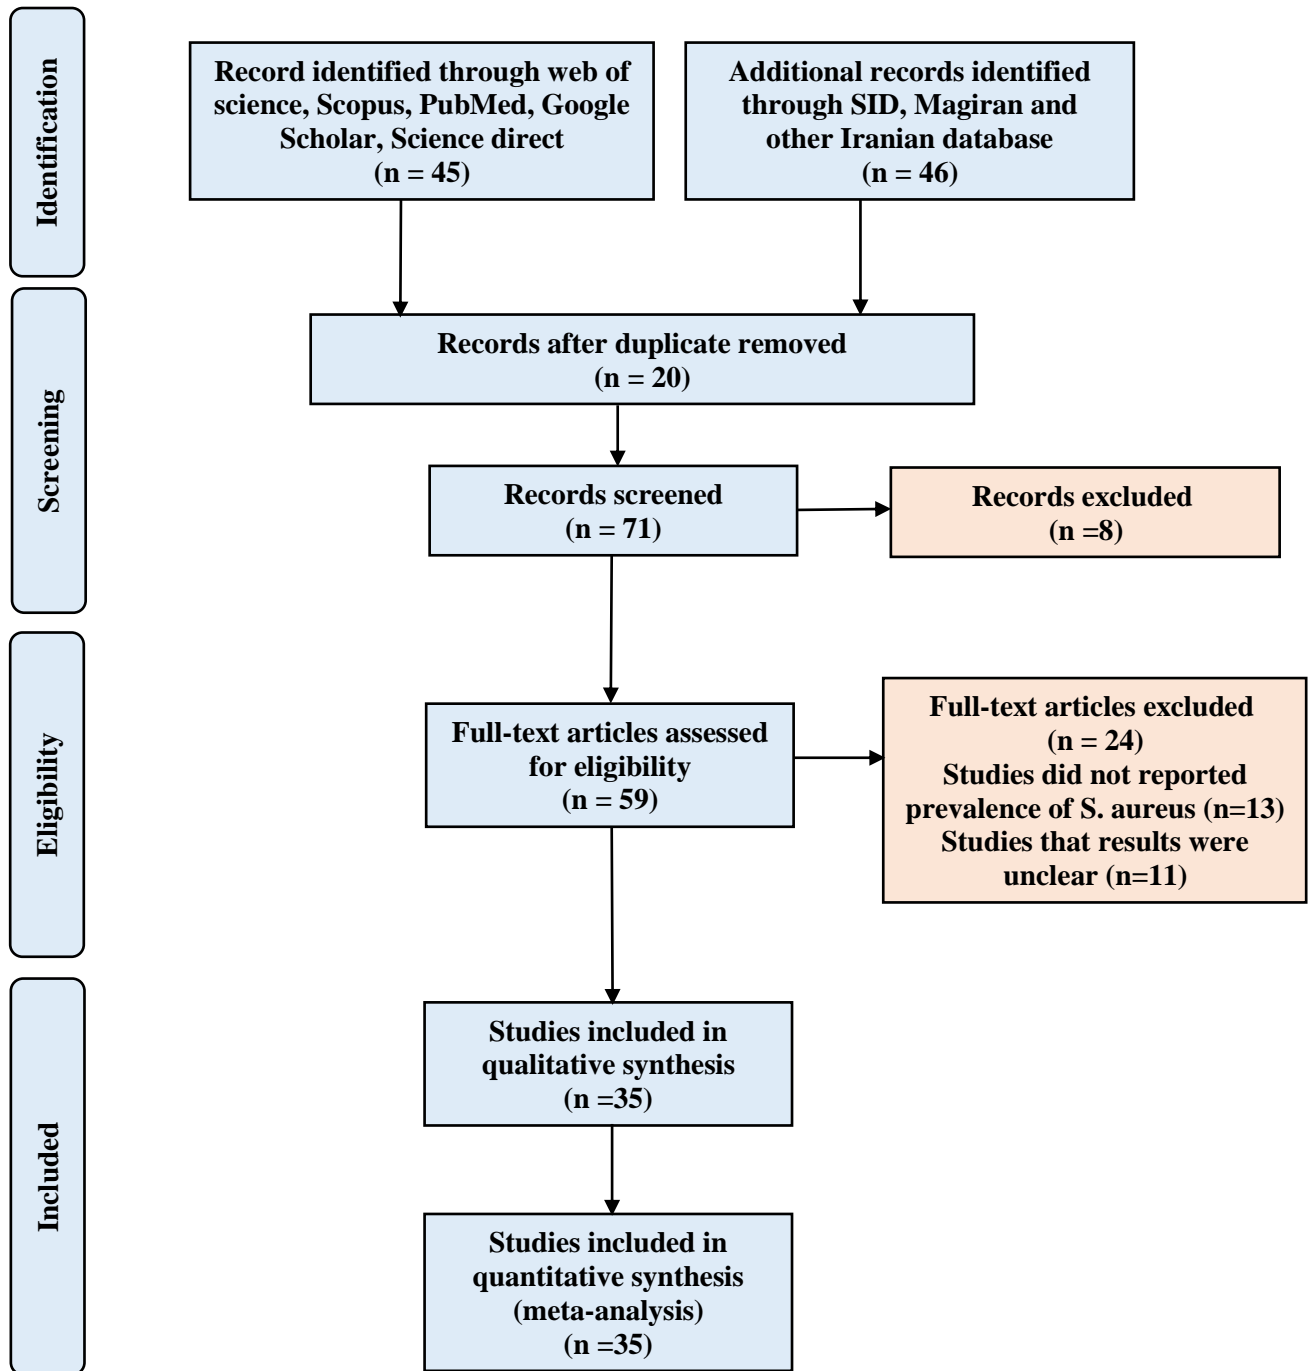 Identification
Record identified through web of
science, Scopus, PubMed, Google
Scholar, Science direct
(n = 45)
Additional records identified
through SID, Magiran and
other Iranian database
(n = 46)
Screening
Records after duplicate removed
(n = 20)
Records screened
(n = 71)
Records excluded
(n =8)
Eligibility
Full-text articles assessed
for eligibility
(n = 59)
Full-text articles excluded
(n = 24)
Studies did not reported
prevalence of S. aureus (n=13)
Studies that results were
unclear (n=11)
Included
Studies included in
qualitative synthesis
(n =35)
Studies included in
quantitative synthesis
(meta-analysis)
(n =35)